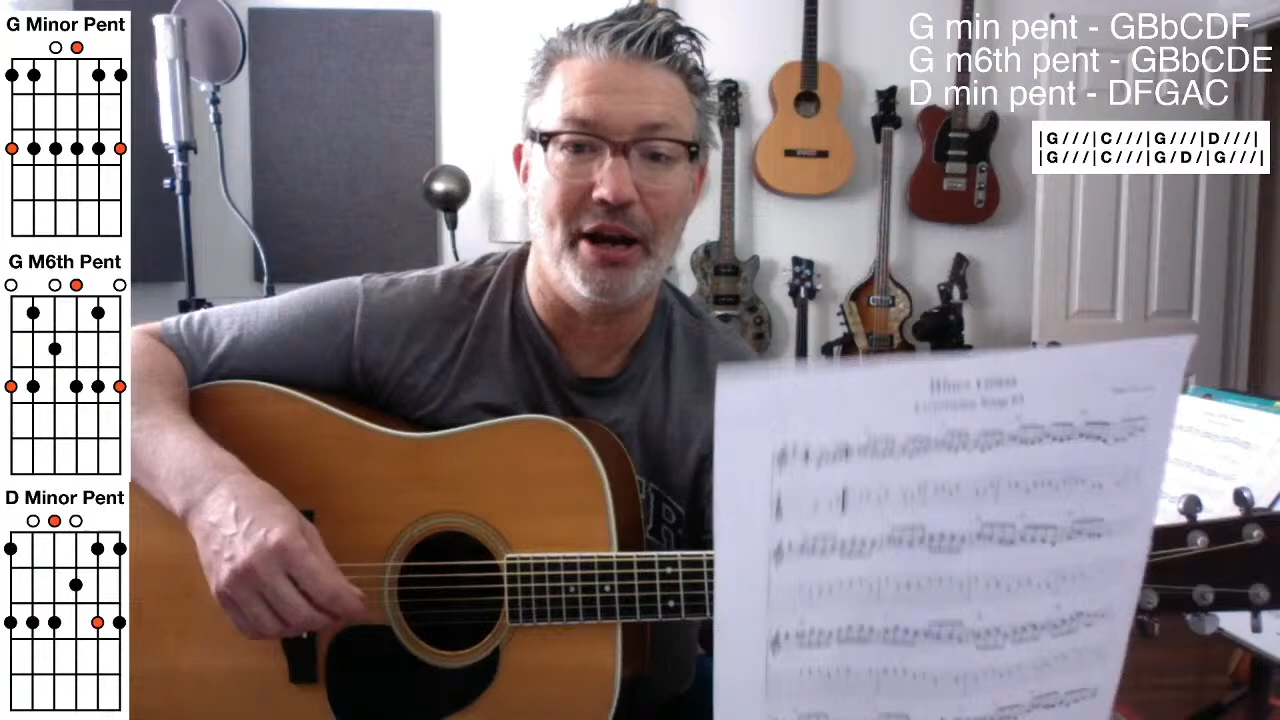 G Minor Pent
G M6th Pent
D Minor Pent
G min pent - GBbCDF
G m6th pent - GBbCDE
D min pent - DFGAC
|G///|C///|G///|D///|
|G///|C///|G/D/|G///|